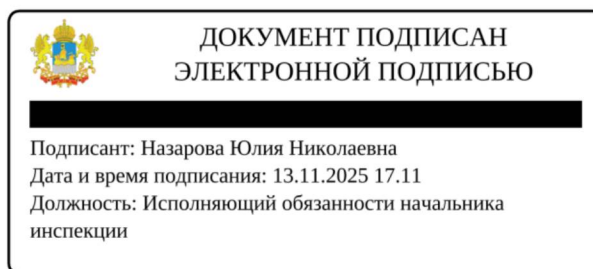 ДОКУМЕНТ ПОДПИСАН
ЭЛЕКТРОННОЙ ПОДПИСЬЮ
Подписант: Назарова Юлия Николаевна
Дата и время подписания: 13.11.2025 17.11
Должность: Исполняющий обязанности начальника
инспекции